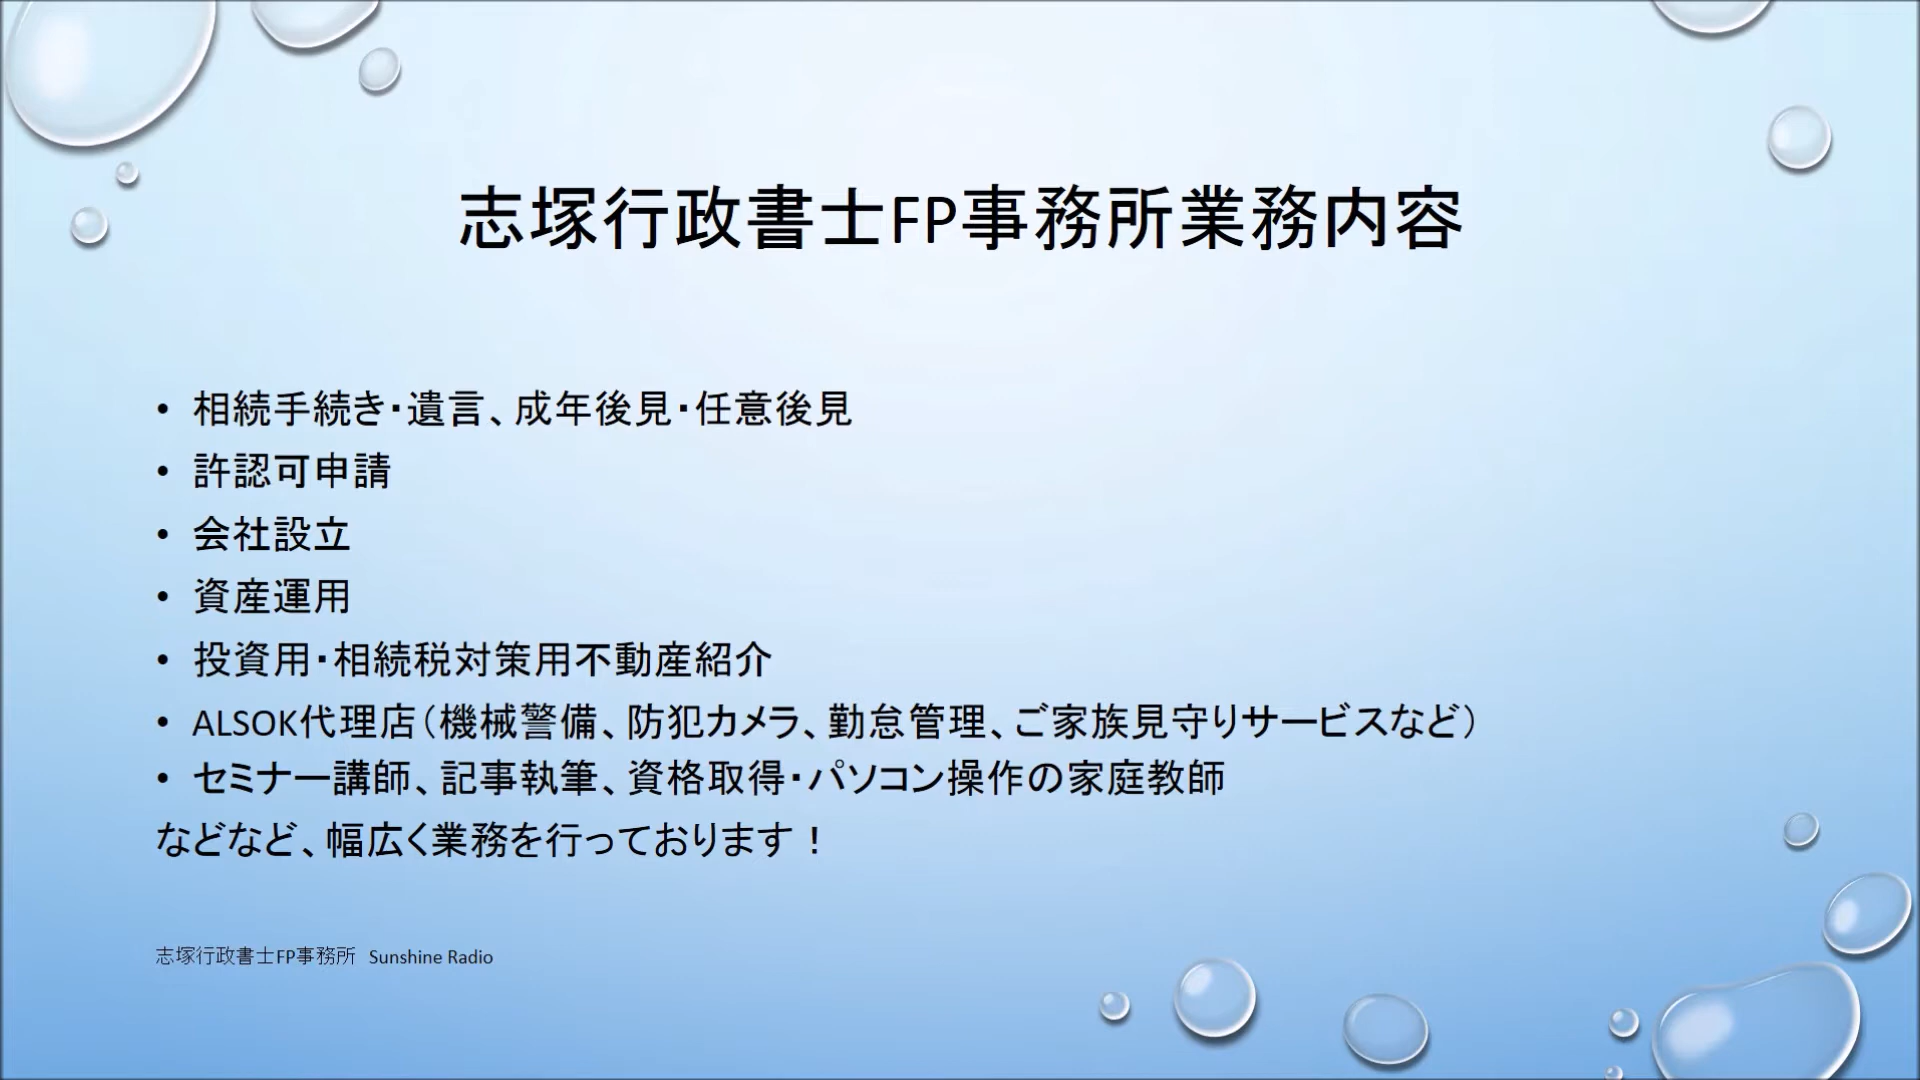 志塚行政書士FP事務所業務内容
• 相続手続き・遺言、成年後見・任意後見
• 許認可申請
• 会社設立
• 資産運用
• 投資用・相続税対策用不動産紹介
• ALSOK代理店（機械警備、防犯カメラ、勤怠管理、ご家族見守りサービスなど）
• セミナー講師、記事執筆、資格取得・パソコン操作の家庭教師
などなど、幅広く業務を行っております！
志塚行政書士FP事務所 Sunshine Radio